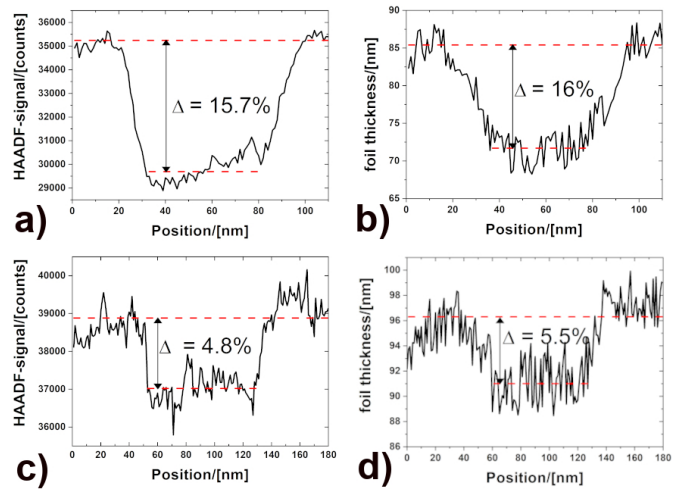 HAADF-signal/[counts]
36000
35000
34000
33000
32000
31000
30000
29000
Δ = 15.7%
0 20 40 60 80 100
Position/[nm]
a)
foil thickness/[nm]
90
85
80
75
70
65
Δ = 16%
0 20 40 60 80 100
Position/[nm]
b)
HAADF-signal/[counts]
40000
39000
38000
37000
36000
Δ = 4.8%
0 20 40 60 80 100 120 140 160 180
Position/[nm]
c)
foil thickness/[nm]
100
98
96
94
92
90
88
86
Δ = 5.5%
0 20 40 60 80 100 120 140 160 180
Position/[nm]
d)